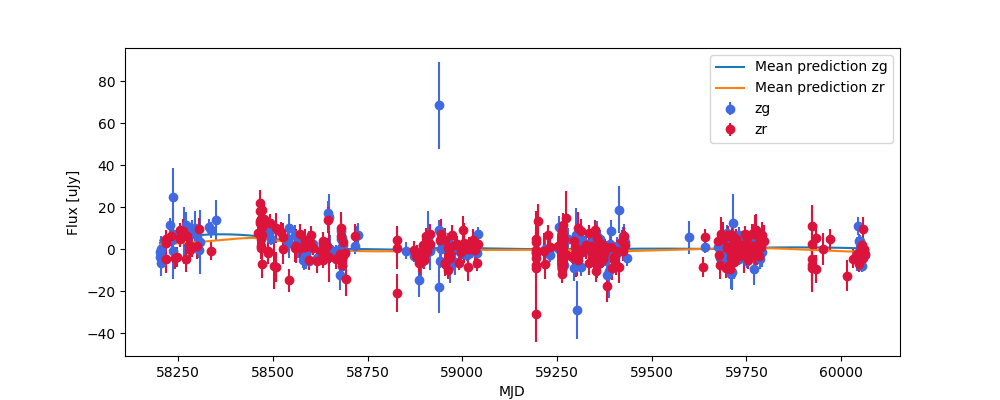 Mean prediction zg
Mean prediction zr
zg
zr
Flux [uJy]
80
60
40
20
0
−20
−40
58250
58500
58750
59000
59250
59500
59750
60000
MJD